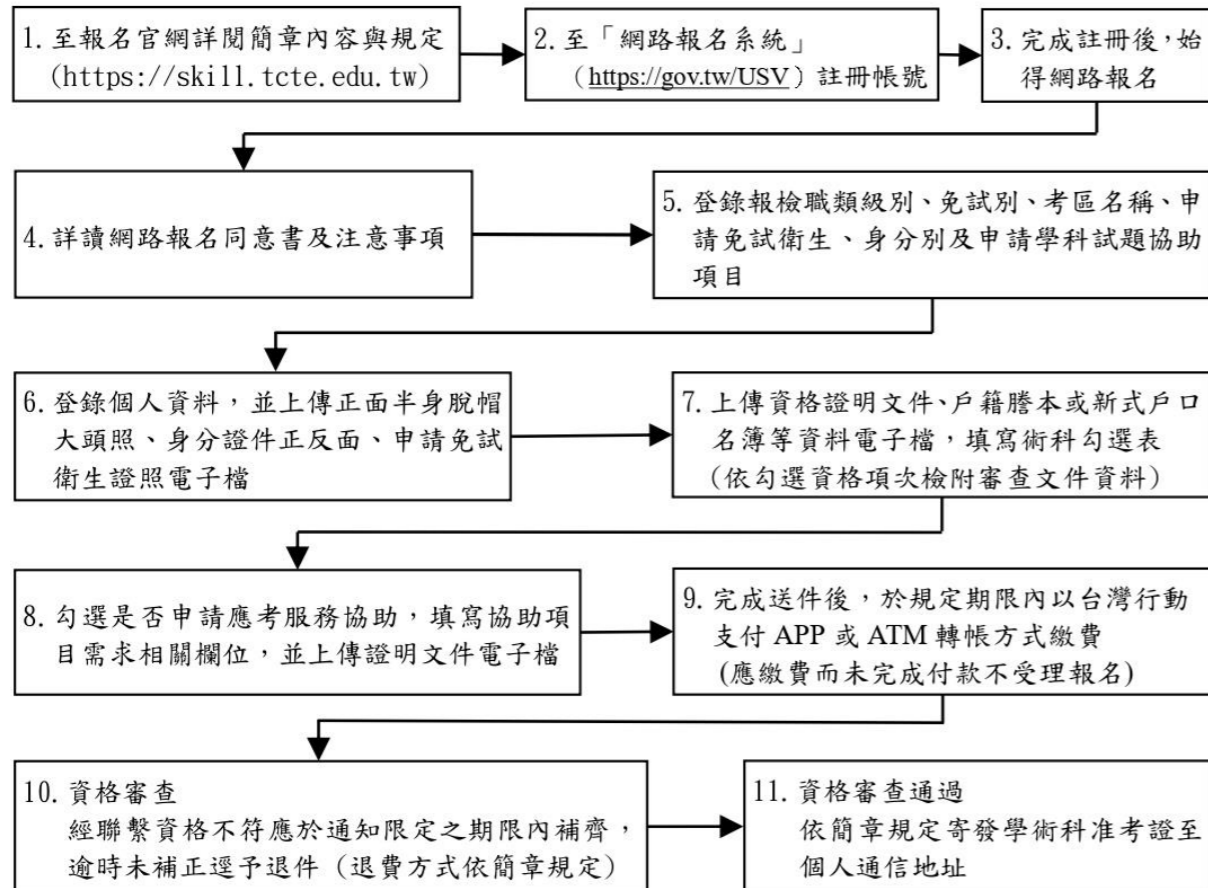 1. 至報名官網詳閱簡章內容與規定
(https://skill.tcte.edu.tw)
2. 至「網路報名系統」
（https://gov.tw/USV）註冊帳號
3. 完成註冊後，始
得網路報名
4. 詳讀網路報名同意書及注意事項
5. 登錄報檢職類級別、免試別、考區名稱、申
請免試衛生、身分別及申請學科試題協助
項目
6. 登錄個人資料，並上傳正面半身脫帽
大頭照、身分證件正反面、申請免試
衛生證照電子檔
7. 上傳資格證明文件、戶籍謄本或新式戶口
名簿等資料電子檔，填寫術科勾選表
（依勾選資格項次檢附審查文件資料）
8. 勾選是否申請應考服務協助，填寫協助項
目需求相關欄位，並上傳證明文件電子檔
9. 完成送件後，於規定期限內以台灣行動
支付 APP 或 ATM 轉帳方式繳費
(應繳費而未完成付款不受理報名)
10. 資格審查
經聯繫資格不符應於通知限定之期限內補齊，
逾時未補正逕予退件（退費方式依簡章規定）
11. 資格審查通過
依簡章規定寄發學術科准考證至
個人通信地址